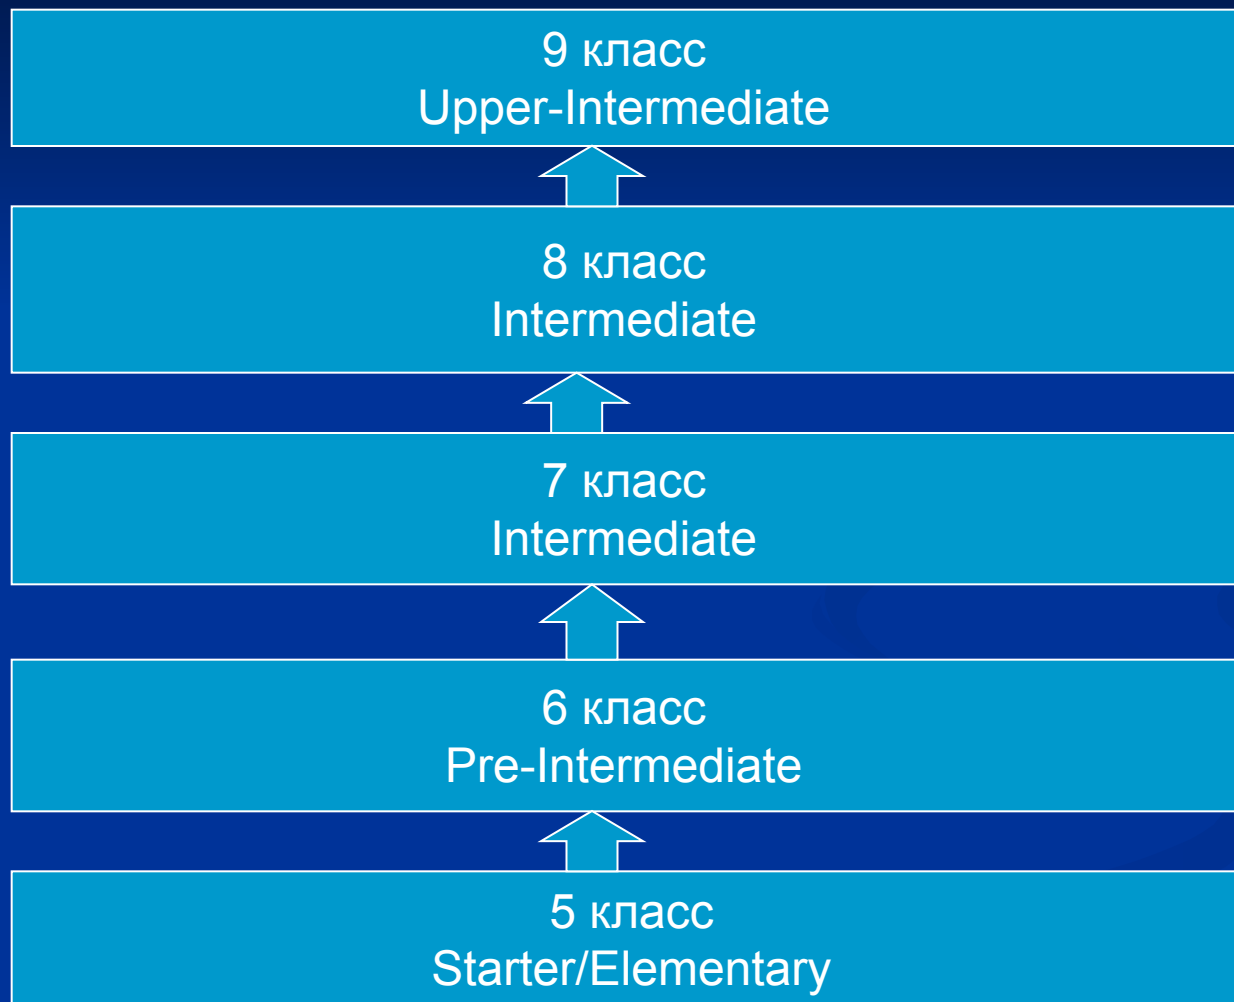 9 класс
Upper-Intermediate
8 класс
Intermediate
7 класс
Intermediate
6 класс
Pre-Intermediate
5 класс
Starter/Elementary